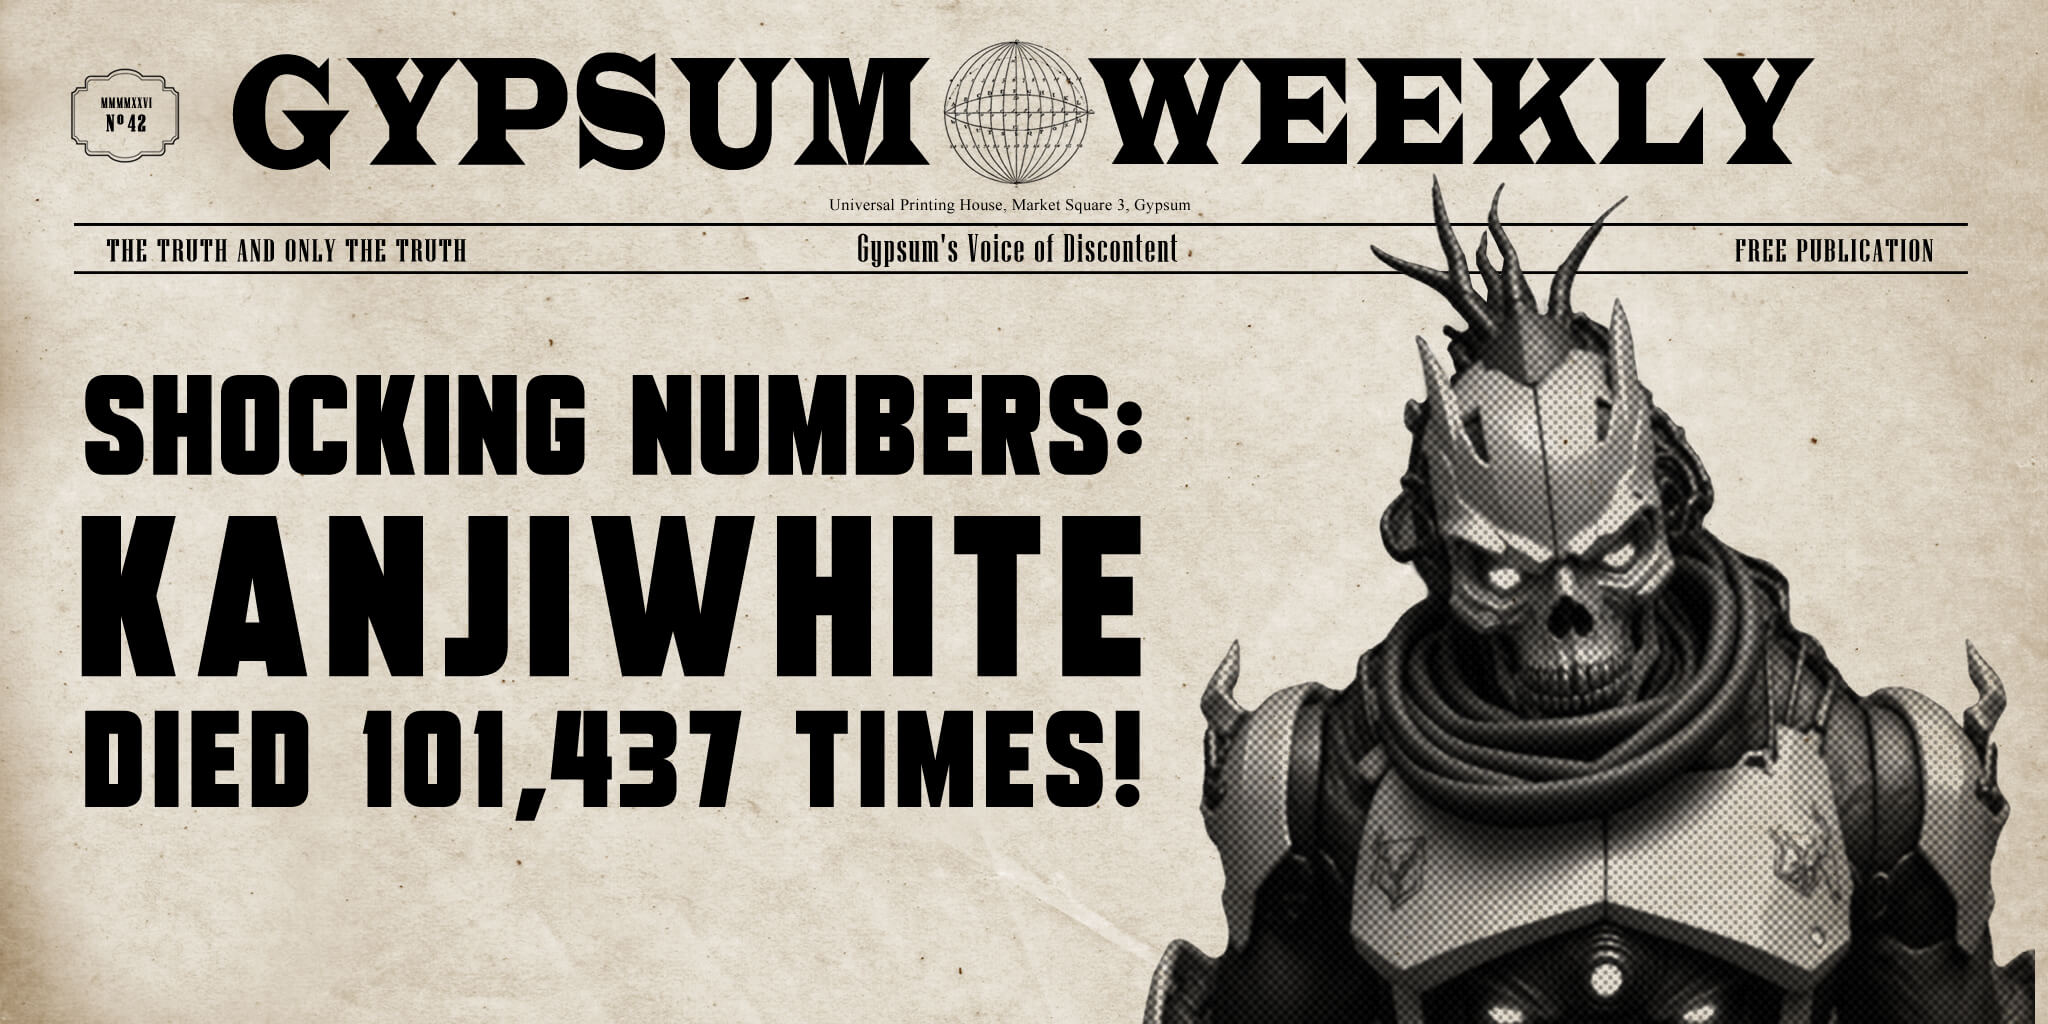 MMMMXXVI
Nº 42
GYPSUM WEEKLY
Universal Printing House, Market Square 3, Gypsum
THE TRUTH AND ONLY THE TRUTH
Gypsum's Voice of Discontent
FREE PUBLICATION
SHOCKING NUMBERS:
KANJIWHITE
DIED 101,437 TIMES!